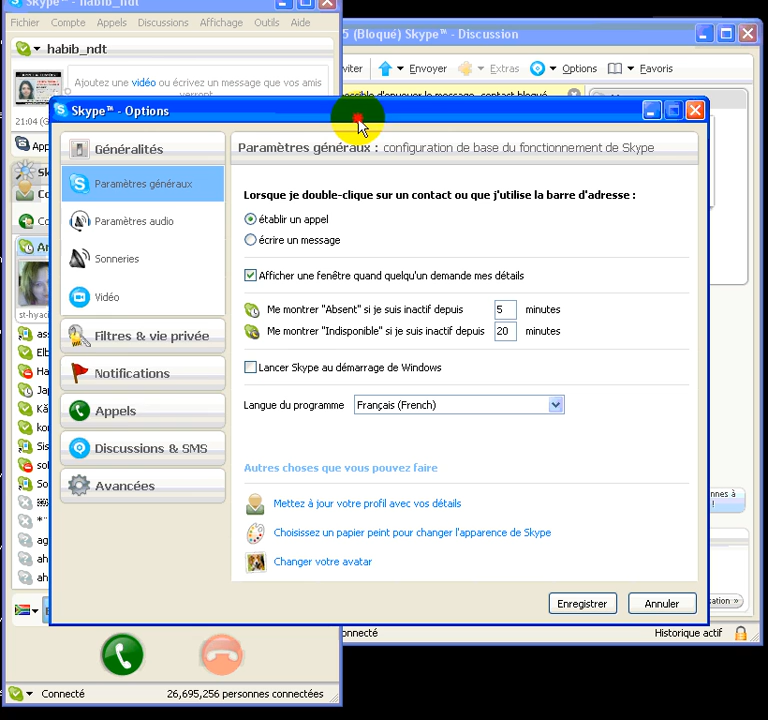 Skype™ - habib_ndt
Fichier Compte Appels Discussions Affichage Outils Aide
habib_ndt
Ajoutez une vidéo ou écrivez un message que vos amis
verront
21:04
5 (Bloqué) Skype™ - Discussion
Envoyer Extras Options Favoris
Skype™ - Options
Généralités
Paramètres généraux
Paramètres audio
Sonneries
Vidéo
Filtres & vie privée
Notifications
Appels
Discussions & SMS
Avancées
Paramètres généraux : configuration de base du fonctionnement de Skype
Lorsque je double-clique sur un contact ou que j'utilise la barre d'adresse :
établir un appel
écrire un message
Afficher une fenêtre quand quelqu'un demande mes détails
Me montrer "Absent" si je suis inactif depuis 5 minutes
Me montrer "Indisponible" si je suis inactif depuis 20 minutes
Lancer Skype au démarrage de Windows
Langue du programme Français (French)
Autres choses que vous pouvez faire
Mettez à jour votre profil avec vos détails
Choisissez un papier peint pour changer l'apparence de Skype
Changer votre avatar
Enregistrer Annuler
Historique actif
Connecté 26,695,256 personnes connectées